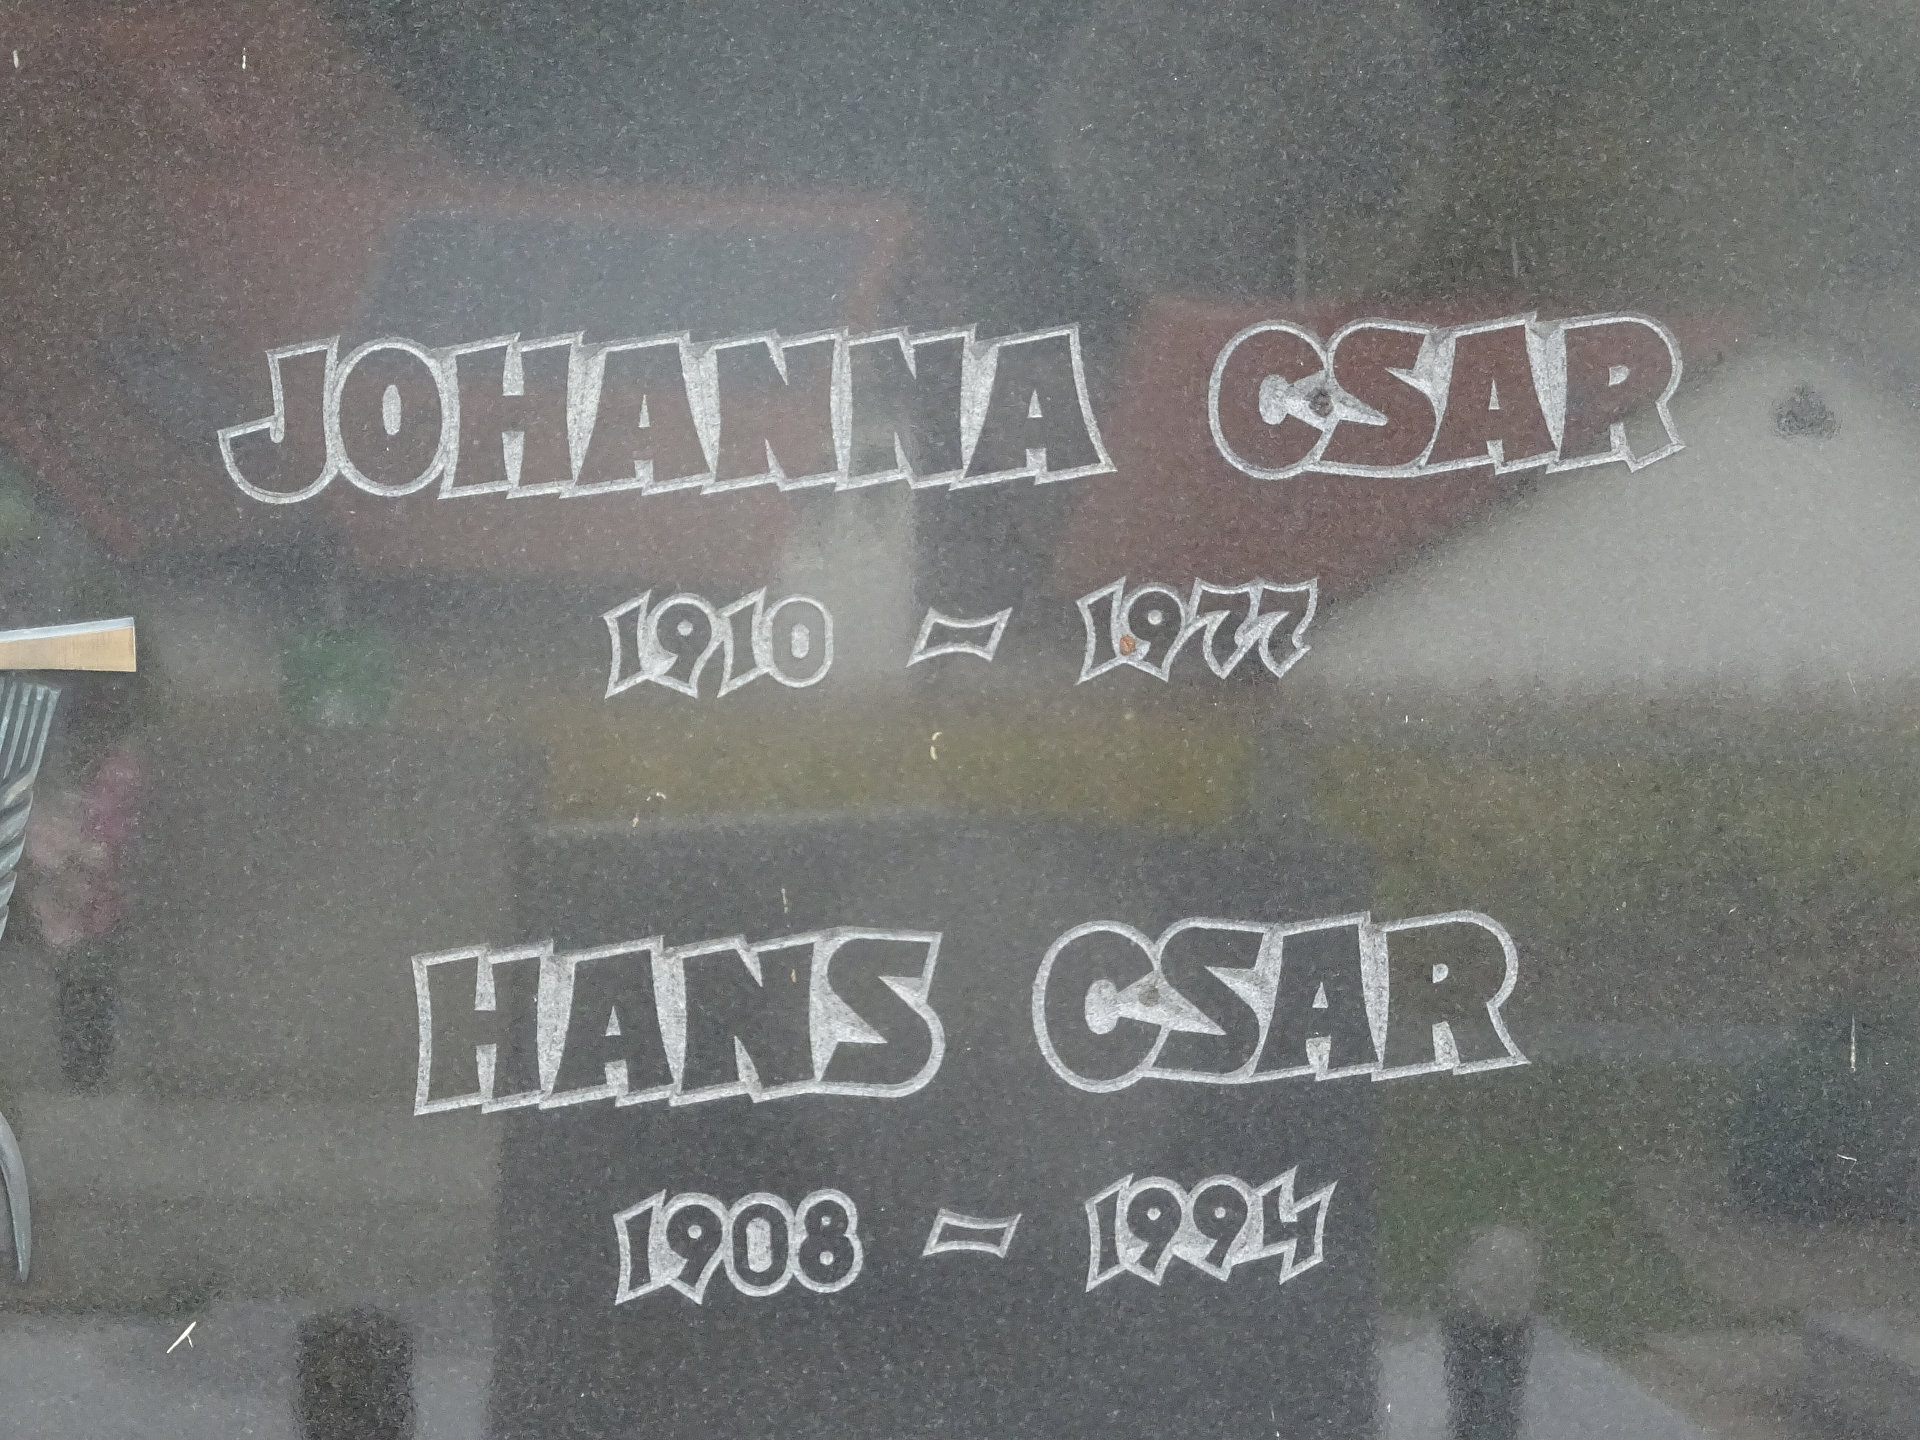 JOHANNA CSAR
1910 - 1977
HANS CSAR
1908 - 1994